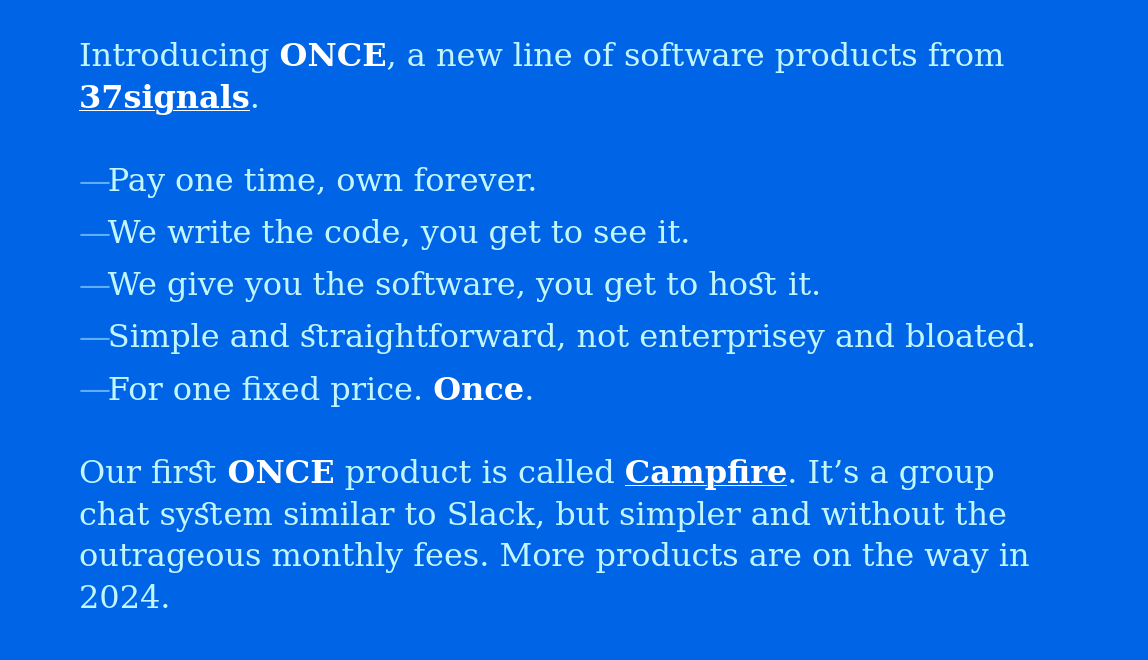 Introducing ONCE, a new line of software products from
37signals.
—Pay one time, own forever.
—We write the code, you get to see it.
—We give you the software, you get to host it.
—Simple and straightforward, not enterprisey and bloated.
—For one fixed price. Once.
Our first ONCE product is called Campfire. It’s a group
chat system similar to Slack, but simpler and without the
outrageous monthly fees. More products are on the way in
2024.